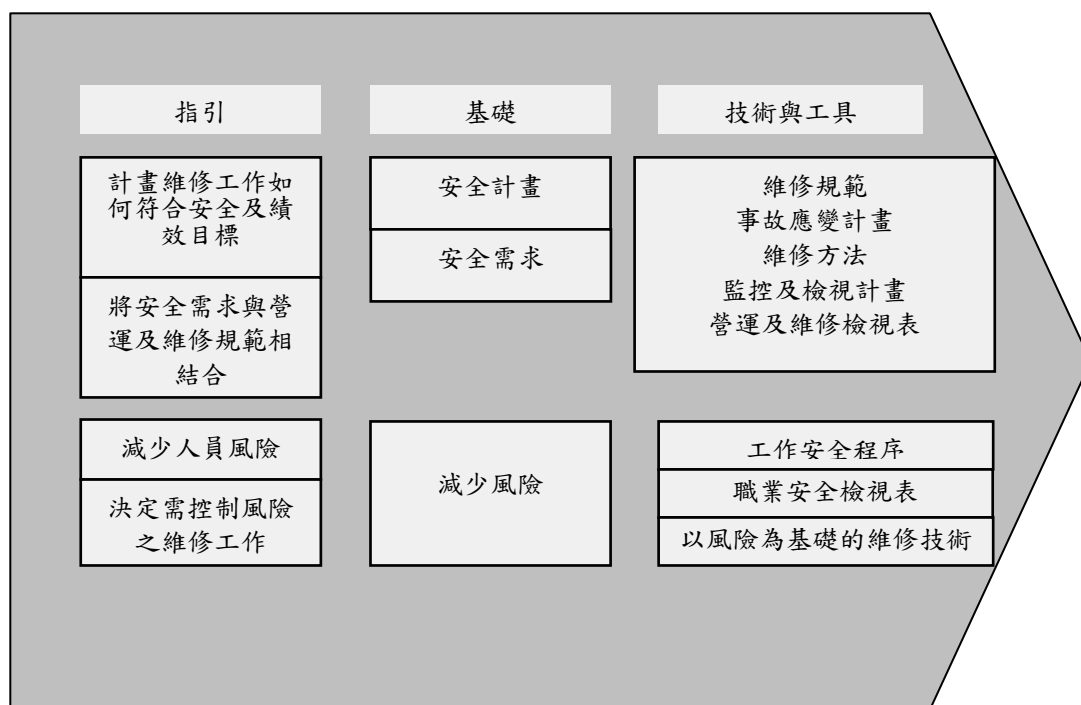 指引
基礎
技術與工具
計畫維修工作如
何符合安全及績
效目標
將安全需求與營
運及維修規範相
結合
安全計畫
安全需求
維修規範
事故應變計畫
維修方法
監控及檢視計畫
營運及維修檢視表
減少人員風險
決定需控制風險
之維修工作
減少風險
工作安全程序
職業安全檢視表
以風險為基礎的維修技術